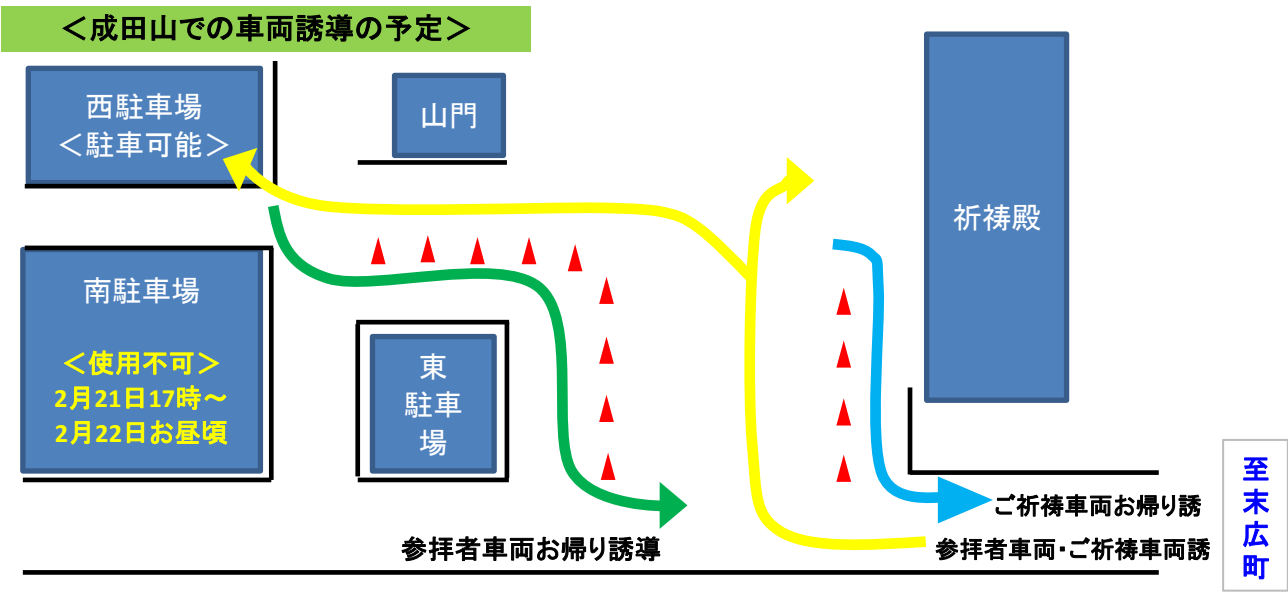 ＜成田山での車両誘導の予定＞
西駐車場
＜駐車可能＞
山門
祈祷殿
南駐車場
＜使用不可＞
2月21日17時～
2月22日お昼頃
東
駐車
場
ご祈祷車両お帰り誘
参拝者車両お帰り誘導
参拝者車両・ご祈祷車両誘
至
末
広
町